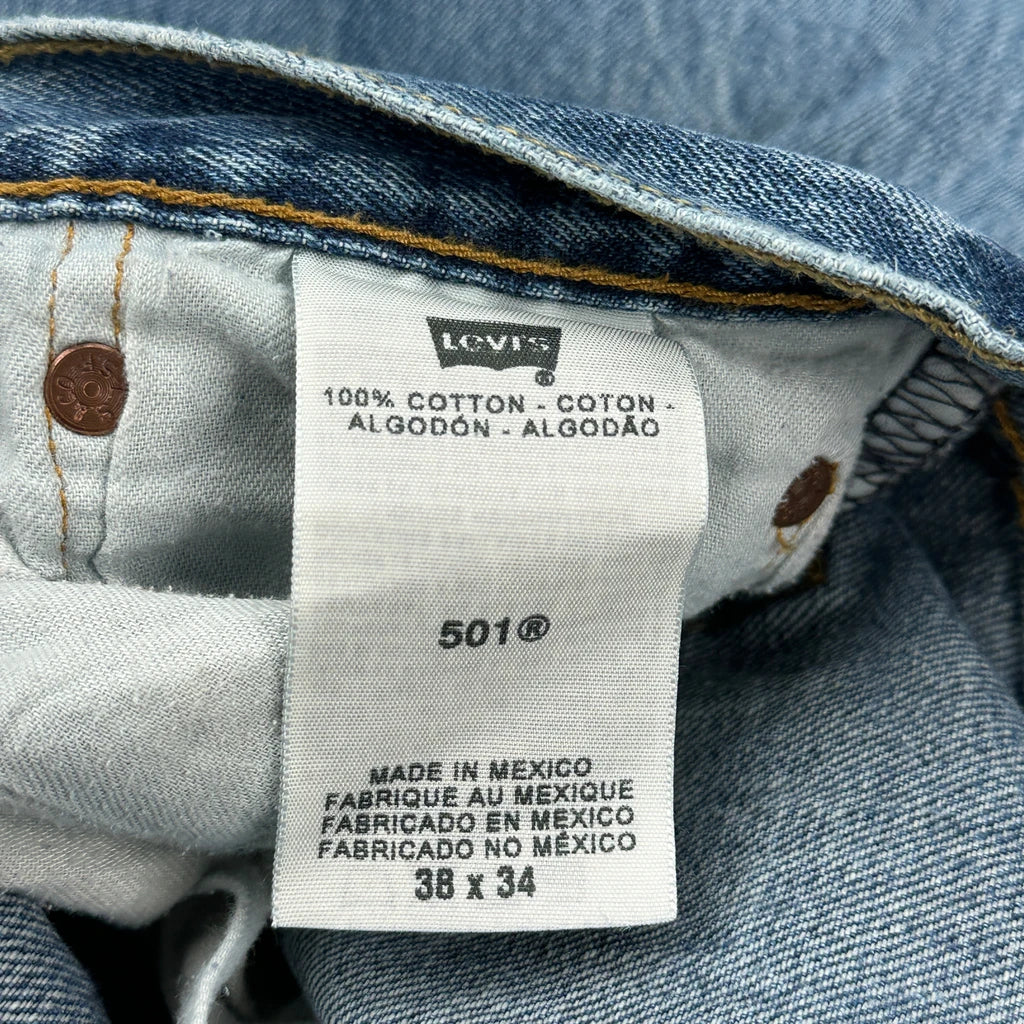 Levi's®
100% COTTON - COTON -
ALGODÓN - ALGODÃO
501®
MADE IN MEXICO
FABRIQUE AU MEXIQUE
FABRICADO EN MEXICO
FABRICADO NO MÉXICO
38 x 34